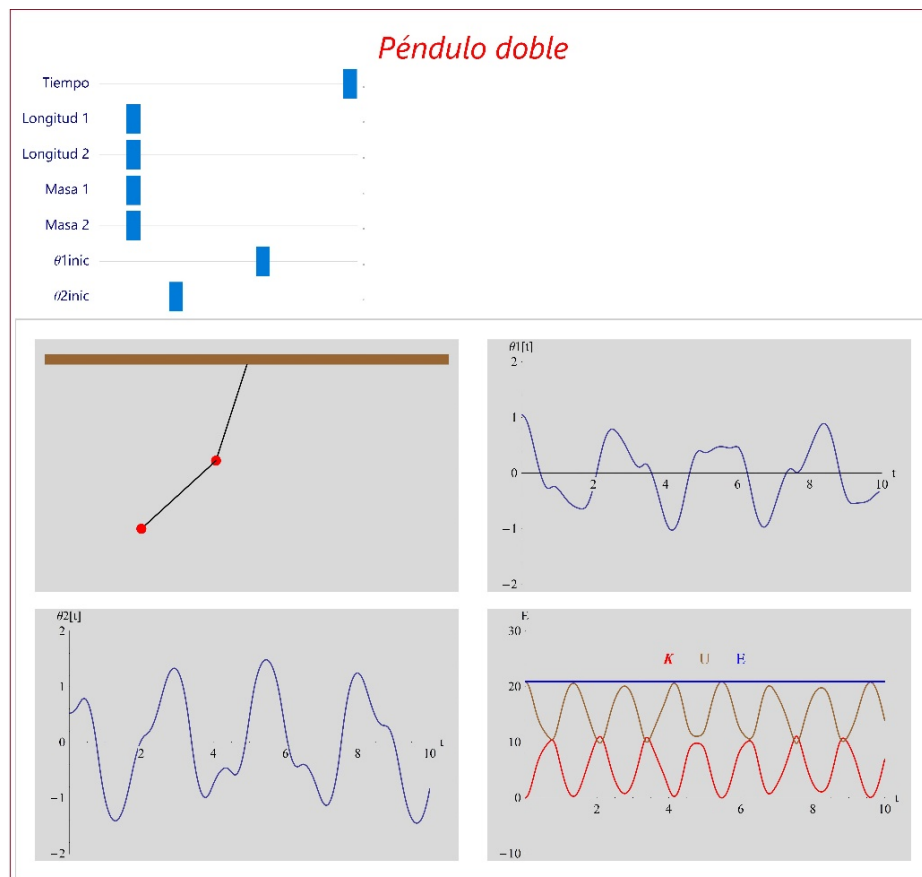 Péndulo doble
Tiempo
Longitud 1
Longitud 2
Masa 1
Masa 2
θ1inic
θ2inic
θ1[t]
2
1
0
2 4 6 8 10 t
−1
−2
θ2[t]
2
1
0
2 4 6 8 10 t
−1
−2
E
30
K U E
20
10
0
2 4 6 8 10 t
−10